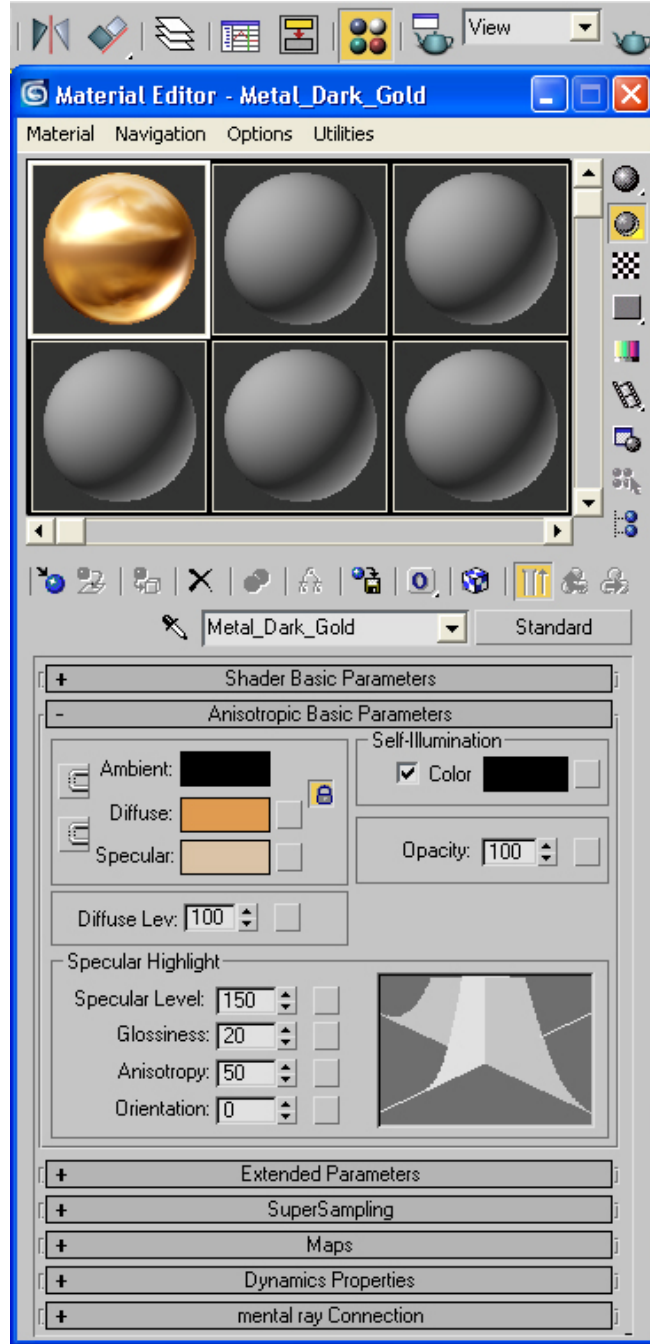 View
Material Editor - Metal_Dark_Gold
Material Navigation Options Utilities
Metal_Dark_Gold Standard
+ Shader Basic Parameters
- Anisotropic Basic Parameters
Self-Illumination
Ambient:
Color
Diffuse:
Specular:
Opacity: 100
Diffuse Lev: 100
Specular Highlight
Specular Level: 150
Glossiness: 20
Anisotropy: 50
Orientation: 0
+ Extended Parameters
+ SuperSampling
+ Maps
+ Dynamics Properties
+ mental ray Connection